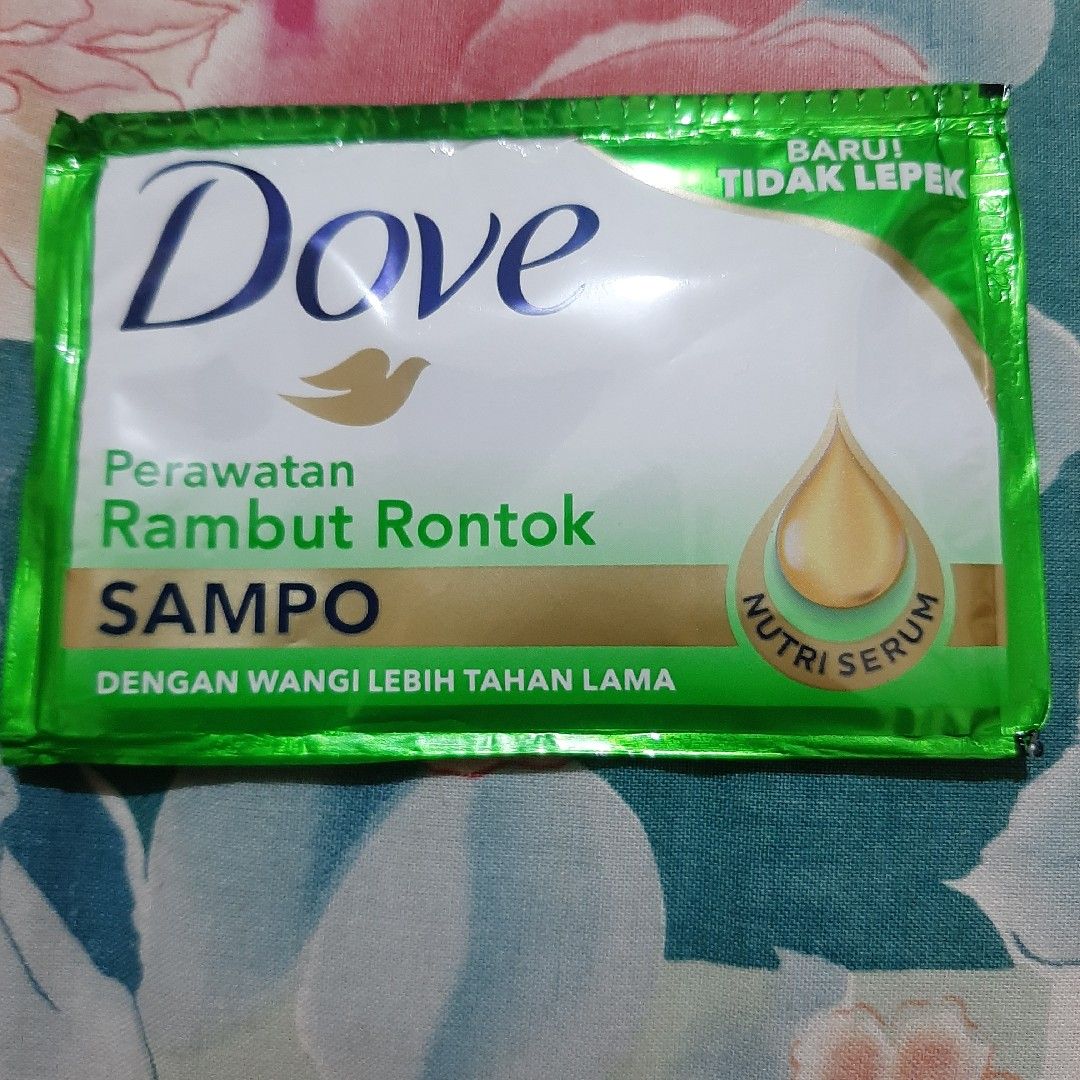 Dove
BARU!
TIDAK LEPEK
Perawatan
Rambut Rontok
SAMPO
NUTRI SERUM
DENGAN WANGI LEBIH TAHAN LAMA